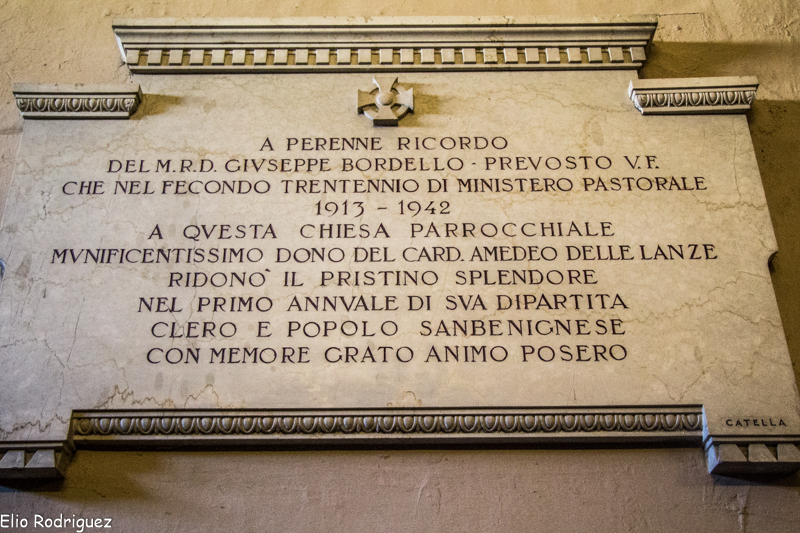 A PERENNE RICORDO
DEL M.R.D. GIVSEPPE BORDELLO - PREVOSTO V.F.
CHE NEL FECONDO TRENTENNIO DI MINISTERO PASTORALE
1913 - 1942
A QVESTA CHIESA PARROCCHIALE
MVNIFICENTISSIMO DONO DEL CARD. AMEDEO DELLE LANZE
RIDONO' IL PRISTINO SPLENDORE
NEL PRIMO ANNVALE DI SVA DIPARTITA
CLERO E POPOLO SANBENIGNESE
CON MEMORE GRATO ANIMO POSERO
CATELLA
Elio Rodriguez